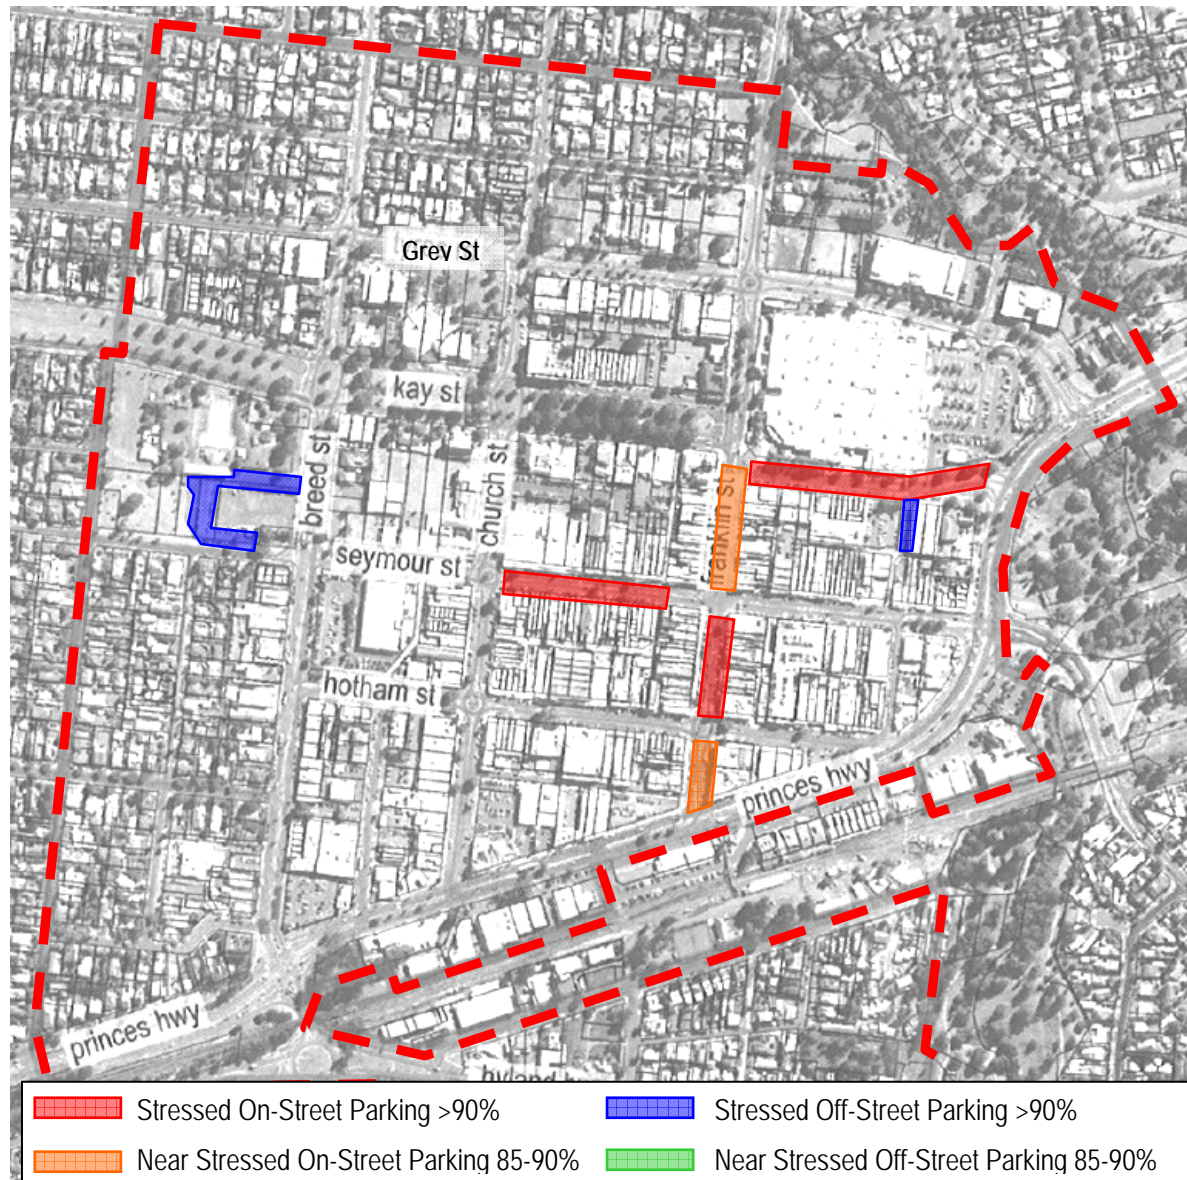 Grey St
kay st
breed st
church st
franklin st
seymour st
hotham st
princes hwy
princes hwy
Stressed On-Street Parking >90%
Stressed Off-Street Parking >90%
Near Stressed On-Street Parking 85-90%
Near Stressed Off-Street Parking 85-90%